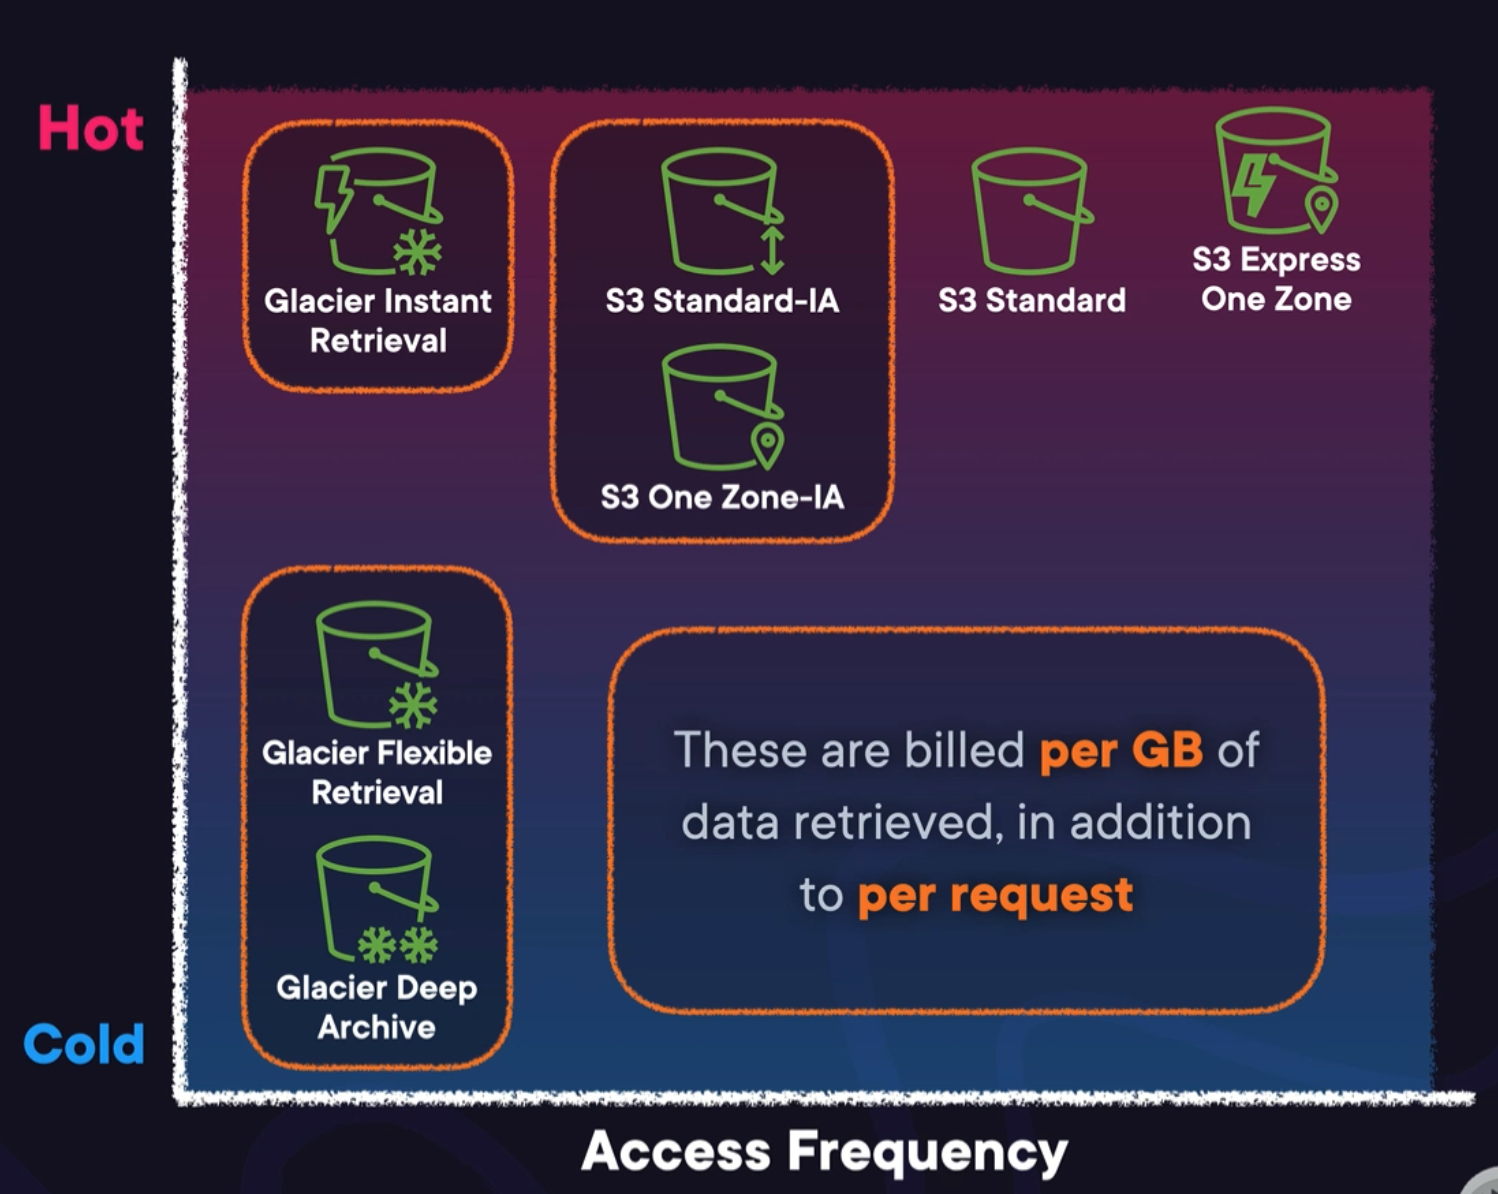 Hot
Glacier Instant
Retrieval
S3 Standard-IA
S3 One Zone-IA
S3 Standard
S3 Express
One Zone
Glacier Flexible
Retrieval
Glacier Deep
Archive
These are billed per GB of
data retrieved, in addition
to per request
Cold
Access Frequency